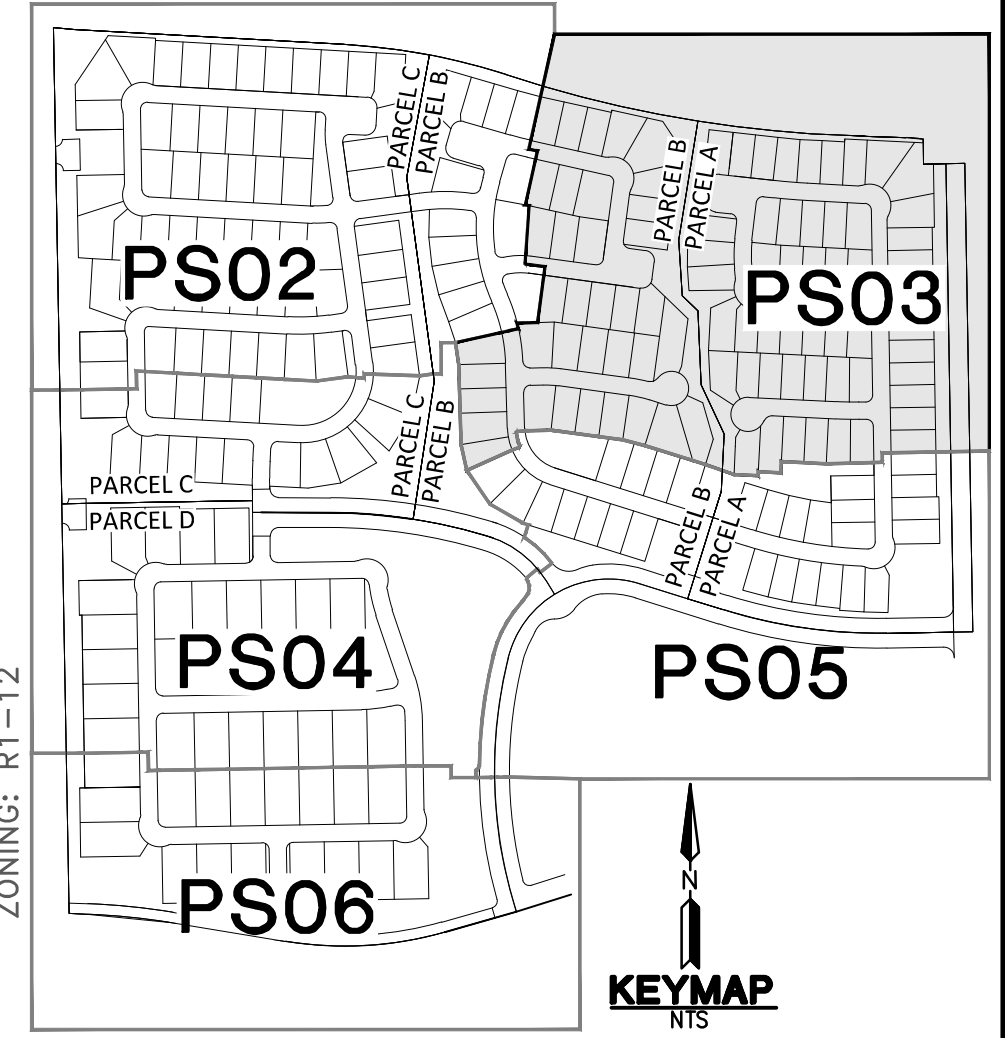 PARCEL C
PARCEL B
PARCEL B
PARCEL A
PS02
PS03
PARCEL C
PARCEL B
PARCEL C
PARCEL D
PARCEL B
PARCEL A
PS04
PS05
ZONING: R1-12
PS06
N
KEYMAP
NTS